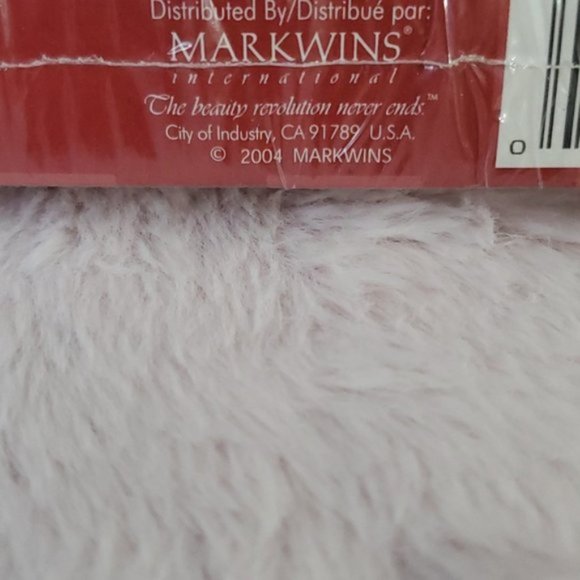 Distributed By/Distribué par:
MARKWINS®
international
The beauty revolution never ends.™
City of Industry, CA 91789 U.S.A.
© 2004 MARKWINS
0